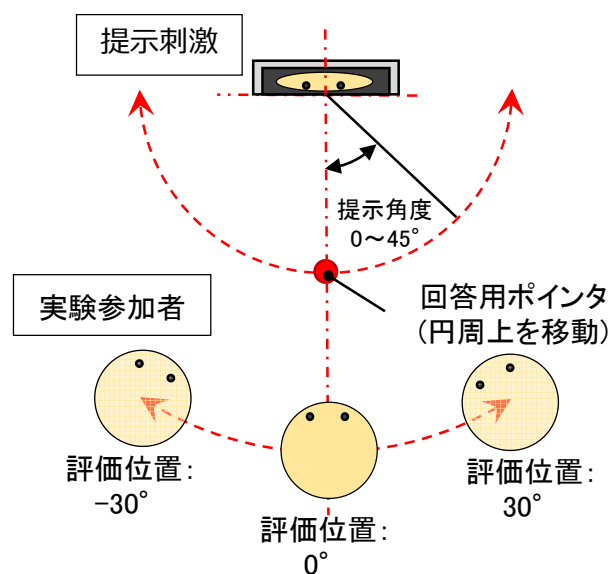 提示刺激
提示角度
0～45°
実験参加者
回答用ポインタ
(円周上を移動)
評価位置：
-30°
評価位置：
0°
評価位置：
30°